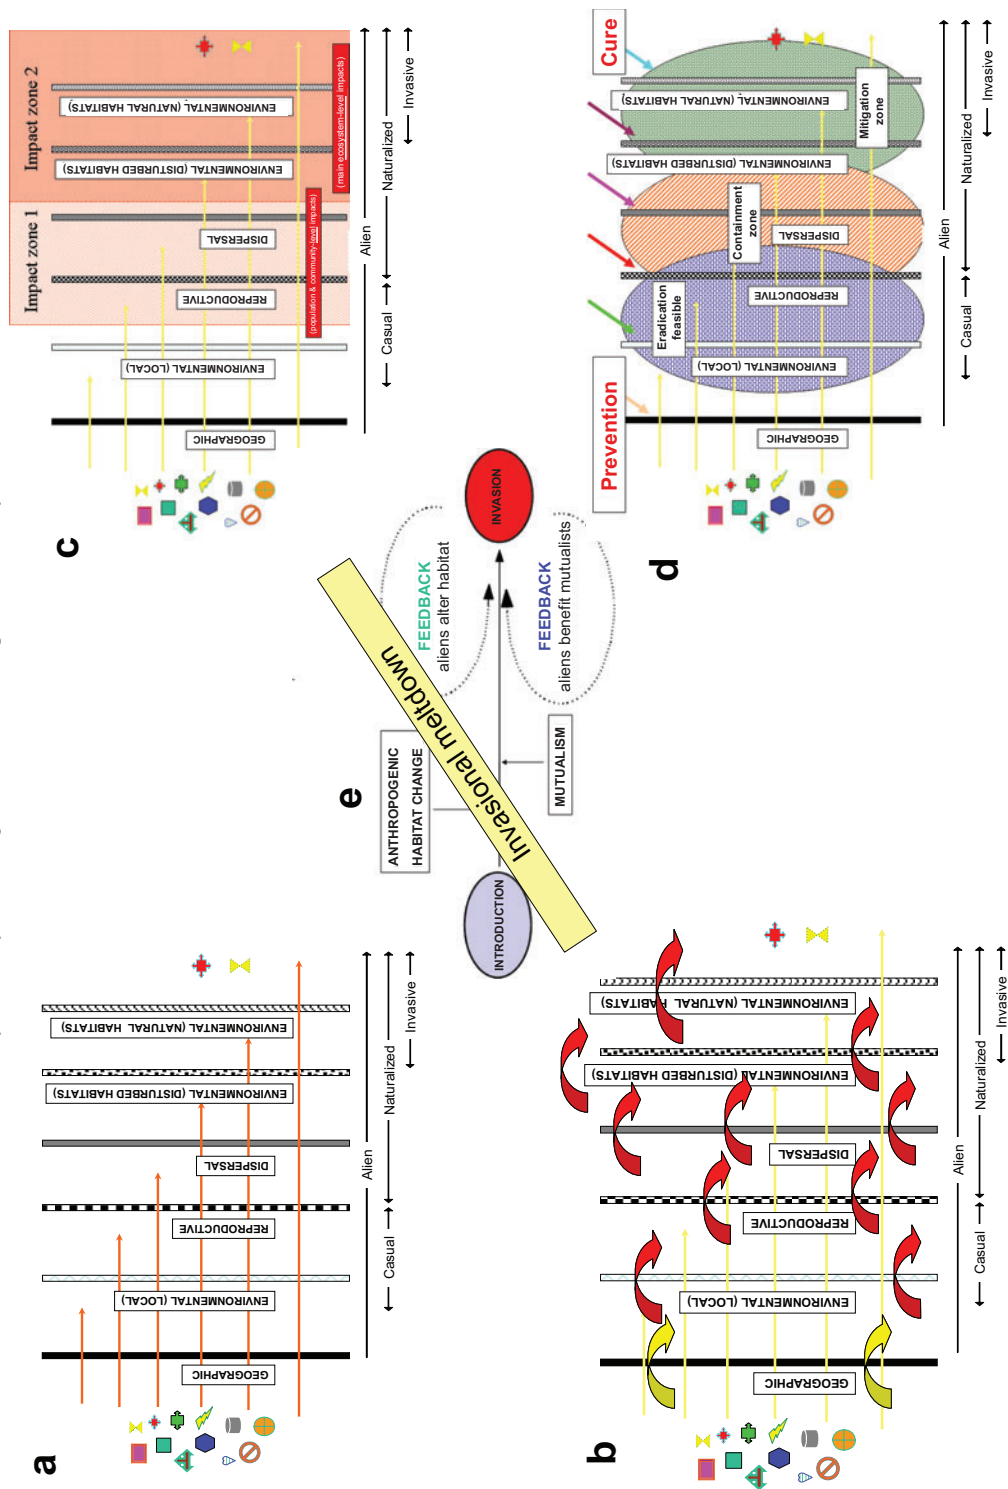 a
GEOGRAPHIC
ENVIRONMENTAL (LOCAL)
REPRODUCTIVE
DISPERSAL
ENVIRONMENTAL (DISTURBED HABITATS)
ENVIRONMENTAL (NATURAL HABITATS)
Alien
Casual
Naturalized
Invasive
b
GEOGRAPHIC
ENVIRONMENTAL (LOCAL)
REPRODUCTIVE
DISPERSAL
ENVIRONMENTAL (DISTURBED HABITATS)
ENVIRONMENTAL (NATURAL HABITATS)
Alien
Casual
Naturalized
Invasive
c
Impact zone 1
Impact zone 2
GEOGRAPHIC
ENVIRONMENTAL (LOCAL)
REPRODUCTIVE
DISPERSAL
ENVIRONMENTAL (DISTURBED HABITATS)
ENVIRONMENTAL (NATURAL HABITATS)
(population & community-level impacts)
(main ecosystem-level impacts)
Alien
Casual
Naturalized
Invasive
d
Prevention
Cure
Eradication
feasible
Containment
zone
Mitigation
zone
GEOGRAPHIC
ENVIRONMENTAL (LOCAL)
REPRODUCTIVE
DISPERSAL
ENVIRONMENTAL (DISTURBED HABITATS)
ENVIRONMENTAL (NATURAL HABITATS)
Alien
Casual
Naturalized
Invasive
e
ANTHROPOGENIC
HABITAT CHANGE
Invasional meltdown
FEEDBACK
aliens alter habitat
INTRODUCTION
INVASION
FEEDBACK
aliens benefit mutualists
MUTUALISM